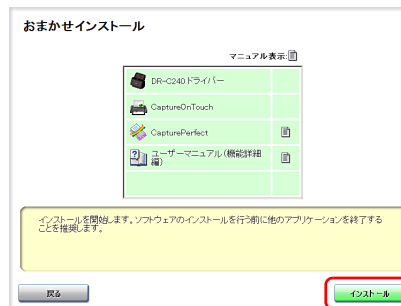 おまかせインストール
マニュアル表示:
DR-C240 ドライバー
CaptureOnTouch
CapturePerfect
ユーザーマニュアル(機能詳細
編)
インストールを開始します。ソフトウェアのインストールを行う前に他のアプリケーションを終了する
ことを推奨します。
戻る
インストール